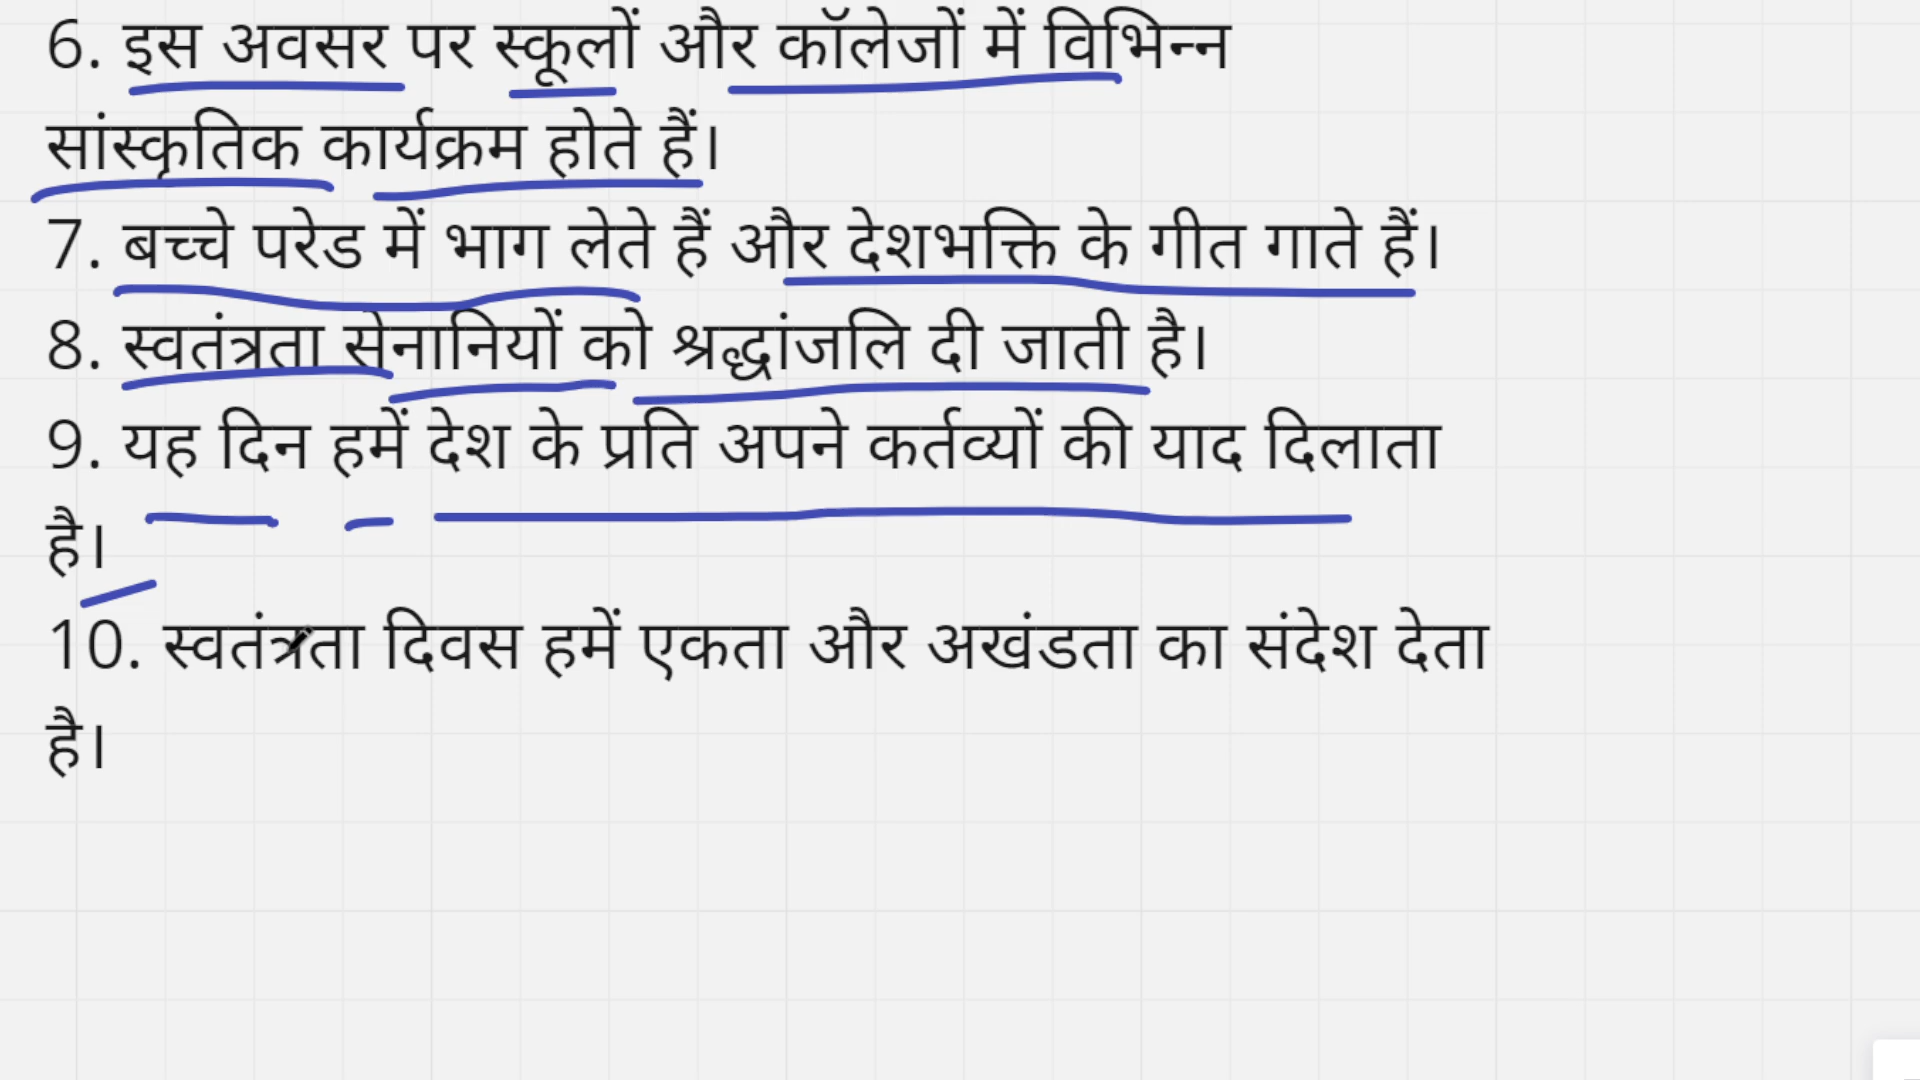 6. इस अवसर पर स्कूलों और कॉलेजों में विभिन्न
सांस्कृतिक कार्यक्रम होते हैं।
7. बच्चे परेड में भाग लेते हैं और देशभक्ति के गीत गाते हैं।
8. स्वतंत्रता सेनानियों को श्रद्धांजलि दी जाती है।
9. यह दिन हमें देश के प्रति अपने कर्तव्यों की याद दिलाता
है।
10. स्वतंत्रता दिवस हमें एकता और अखंडता का संदेश देता
है।